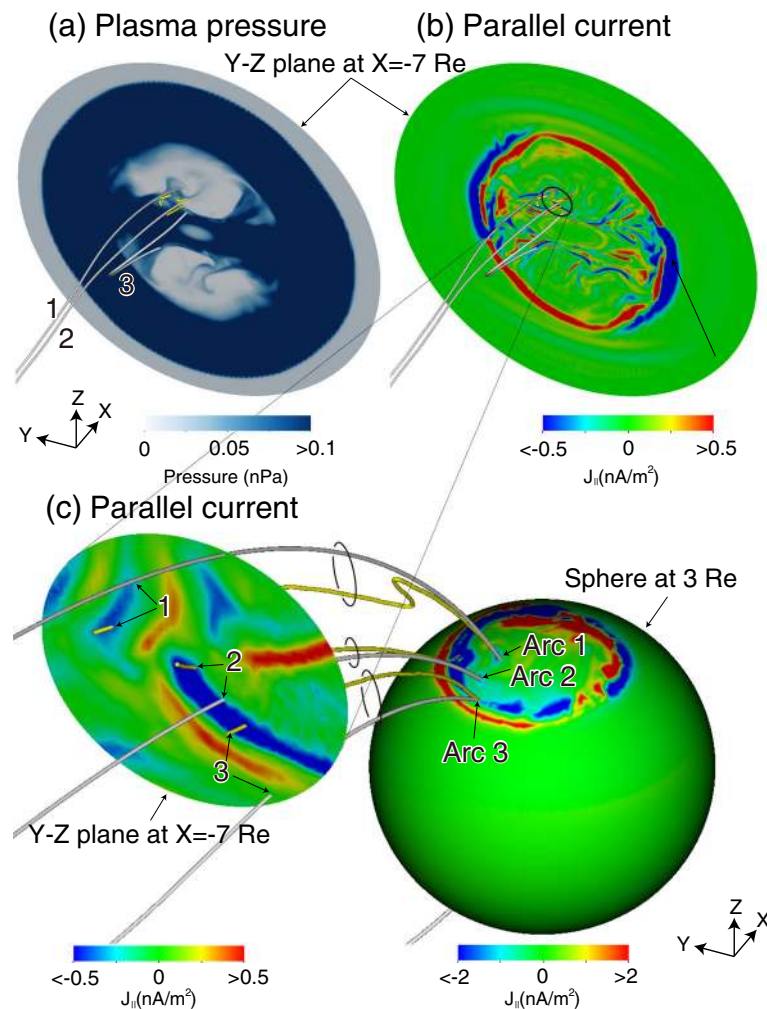 (a) Plasma pressure
(b) Parallel current
Y-Z plane at X=-7 Re
1
2
3
Z
X
Y
0
0.05
>0.1
Pressure (nPa)
<-0.5
0
>0.5
J||(nA/m²)
(c) Parallel current
Sphere at 3 Re
1
2
3
Arc 1
Arc 2
Arc 3
Y-Z plane at X=-7 Re
Z
X
Y
<-0.5
0
>0.5
J||(nA/m²)
<-2
0
>2
J||(nA/m²)